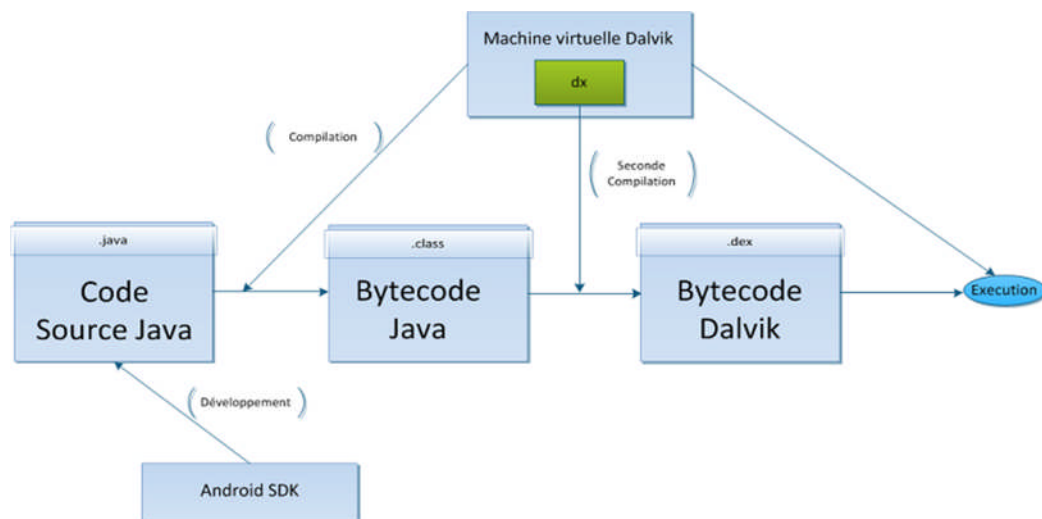 Machine virtuelle Dalvik
dx
Compilation
Seconde
Compilation
.java
Code
Source Java
.class
Bytecode
Java
.dex
Bytecode
Dalvik
Execution
Développement
Android SDK